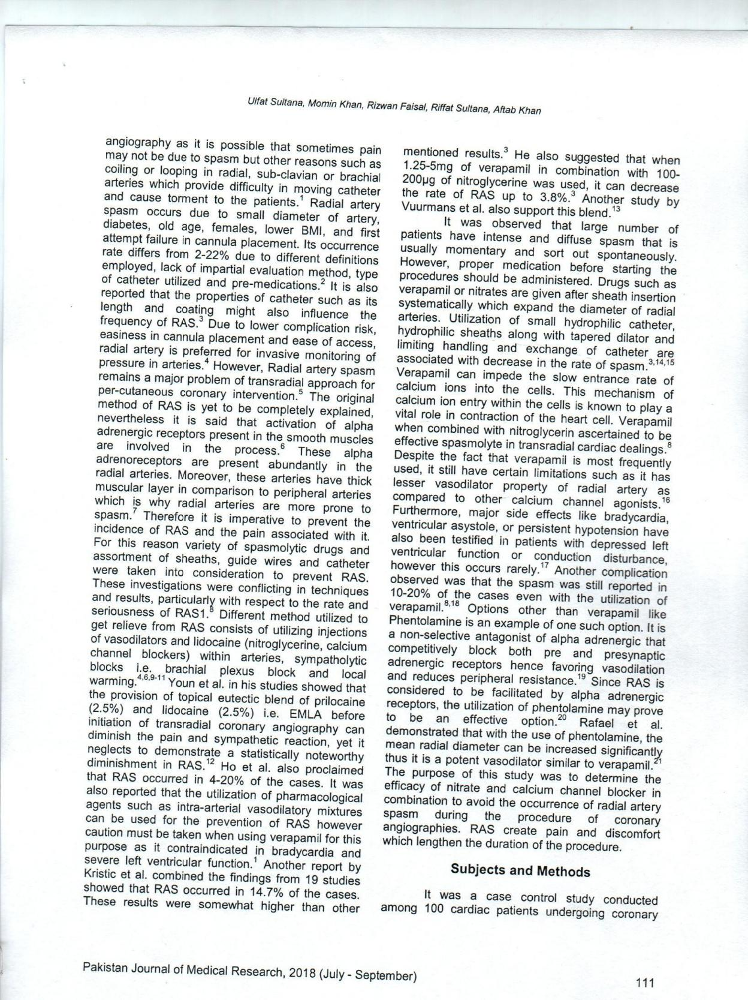 Ulfat Sultana, Momin Khan, Rizwan Faisal, Riffat Sultana, Aftab Khan
angiography as it is possible that sometimes pain
may not be due to spasm but other reasons such as
coiling or looping in radial, sub-clavian or brachial
arteries which provide difficulty in moving catheter
and cause torment to the patients.1 Radial artery
spasm occurs due to small diameter of artery,
diabetes, old age, females, lower BMI, and first
attempt failure in cannula placement. Its occurrence
rate differs from 2-22% due to different definitions
employed, lack of impartial evaluation method, type
of catheter utilized and pre-medications.2 It is also
reported that the properties of catheter such as its
length and coating might also influence the
frequency of RAS.3 Due to lower complication risk,
easiness in cannula placement and ease of access,
radial artery is preferred for invasive monitoring of
pressure in arteries.4 However, Radial artery spasm
remains a major problem of transradial approach for
per-cutaneous coronary intervention.5 The original
method of RAS is yet to be completely explained,
nevertheless it is said that activation of alpha
adrenergic receptors present in the smooth muscles
are involved in the process.6 These alpha
adrenoreceptors are present abundantly in the
radial arteries. Moreover, these arteries have thick
muscular layer in comparison to peripheral arteries
which is why radial arteries are more prone to
spasm.7 Therefore it is imperative to prevent the
incidence of RAS and the pain associated with it.
For this reason variety of spasmolytic drugs and
assortment of sheaths, guide wires and catheter
were taken into consideration to prevent RAS.
These investigations were conflicting in techniques
and results, particularly with respect to the rate and
seriousness of RAS1.8 Different method utilized to
get relieve from RAS consists of utilizing injections
of vasodilators and lidocaine (nitroglycerine, calcium
channel blockers) within arteries, sympatholytic
blocks i.e. brachial plexus block and local
warming.4,6,9-11 Youn et al. in his studies showed that
the provision of topical eutectic blend of prilocaine
(2.5%) and lidocaine (2.5%) i.e. EMLA before
initiation of transradial coronary angiography can
diminish the pain and sympathetic reaction, yet it
neglects to demonstrate a statistically noteworthy
diminishment in RAS.12 Ho et al. also proclaimed
that RAS occurred in 4-20% of the cases. It was
also reported that the utilization of pharmacological
agents such as intra-arterial vasodilatory mixtures
can be used for the prevention of RAS however
caution must be taken when using verapamil for this
purpose as it contraindicated in bradycardia and
severe left ventricular function.1 Another report by
Kristic et al. combined the findings from 19 studies
showed that RAS occurred in 14.7% of the cases.
These results were somewhat higher than other
mentioned results.3 He also suggested that when
1.25-5mg of verapamil in combination with 100-
200µg of nitroglycerine was used, it can decrease
the rate of RAS up to 3.8%.3 Another study by
Vuurmans et al. also support this blend.13
It was observed that large number of
patients have intense and diffuse spasm that is
usually momentary and sort out spontaneously.
However, proper medication before starting the
procedures should be administered. Drugs such as
verapamil or nitrates are given after sheath insertion
systematically which expand the diameter of radial
arteries. Utilization of small hydrophilic catheter,
hydrophilic sheaths along with tapered dilator and
limiting handling and exchange of catheter are
associated with decrease in the rate of spasm.3,14,15
Verapamil can impede the slow entrance rate of
calcium ions into the cells. This mechanism of
calcium ion entry within the cells is known to play a
vital role in contraction of the heart cell. Verapamil
when combined with nitroglycerin ascertained to be
effective spasmolyte in transradial cardiac dealings.8
Despite the fact that verapamil is most frequently
used, it still have certain limitations such as it has
lesser vasodilator property of radial artery as
compared to other calcium channel agonists.16
Furthermore, major side effects like bradycardia,
ventricular asystole, or persistent hypotension have
also been testified in patients with depressed left
ventricular function or conduction disturbance,
however this occurs rarely.17 Another complication
observed was that the spasm was still reported in
10-20% of the cases even with the utilization of
verapamil.8,18 Options other than verapamil like
Phentolamine is an example of one such option. It is
a non-selective antagonist of alpha adrenergic that
competitively block both pre and presynaptic
adrenergic receptors hence favoring vasodilation
and reduces peripheral resistance.19 Since RAS is
considered to be facilitated by alpha adrenergic
receptors, the utilization of phentolamine may prove
to be an effective option.20 Rafael et al.
demonstrated that with the use of phentolamine, the
mean radial diameter can be increased significantly
thus it is a potent vasodilator similar to verapamil.21
The purpose of this study was to determine the
efficacy of nitrate and calcium channel blocker in
combination to avoid the occurrence of radial artery
spasm during the procedure of coronary
angiographies. RAS create pain and discomfort
which lengthen the duration of the procedure.
Subjects and Methods
It was a case control study conducted
among 100 cardiac patients undergoing coronary
Pakistan Journal of Medical Research, 2018 (July - September)
111